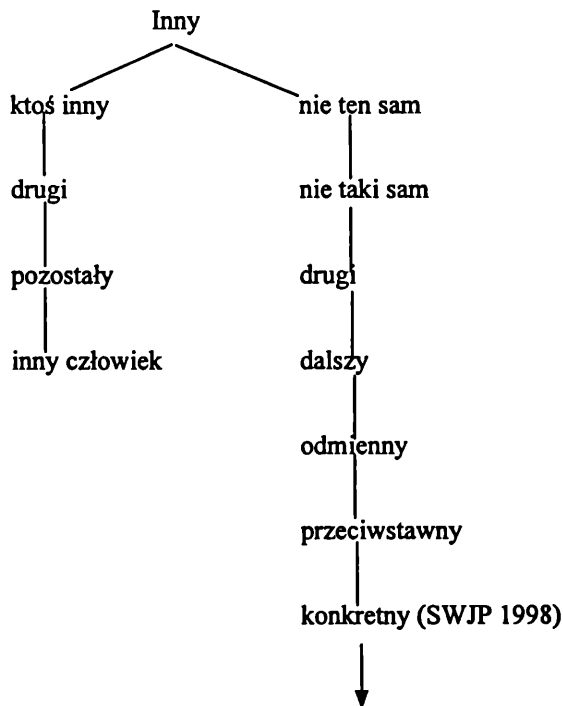 Inny
ktoś inny
nie ten sam
drugi
nie taki sam
pozostały
drugi
inny człowiek
dalszy
odmienny
przeciwstawny
konkretny (SWJP 1998)